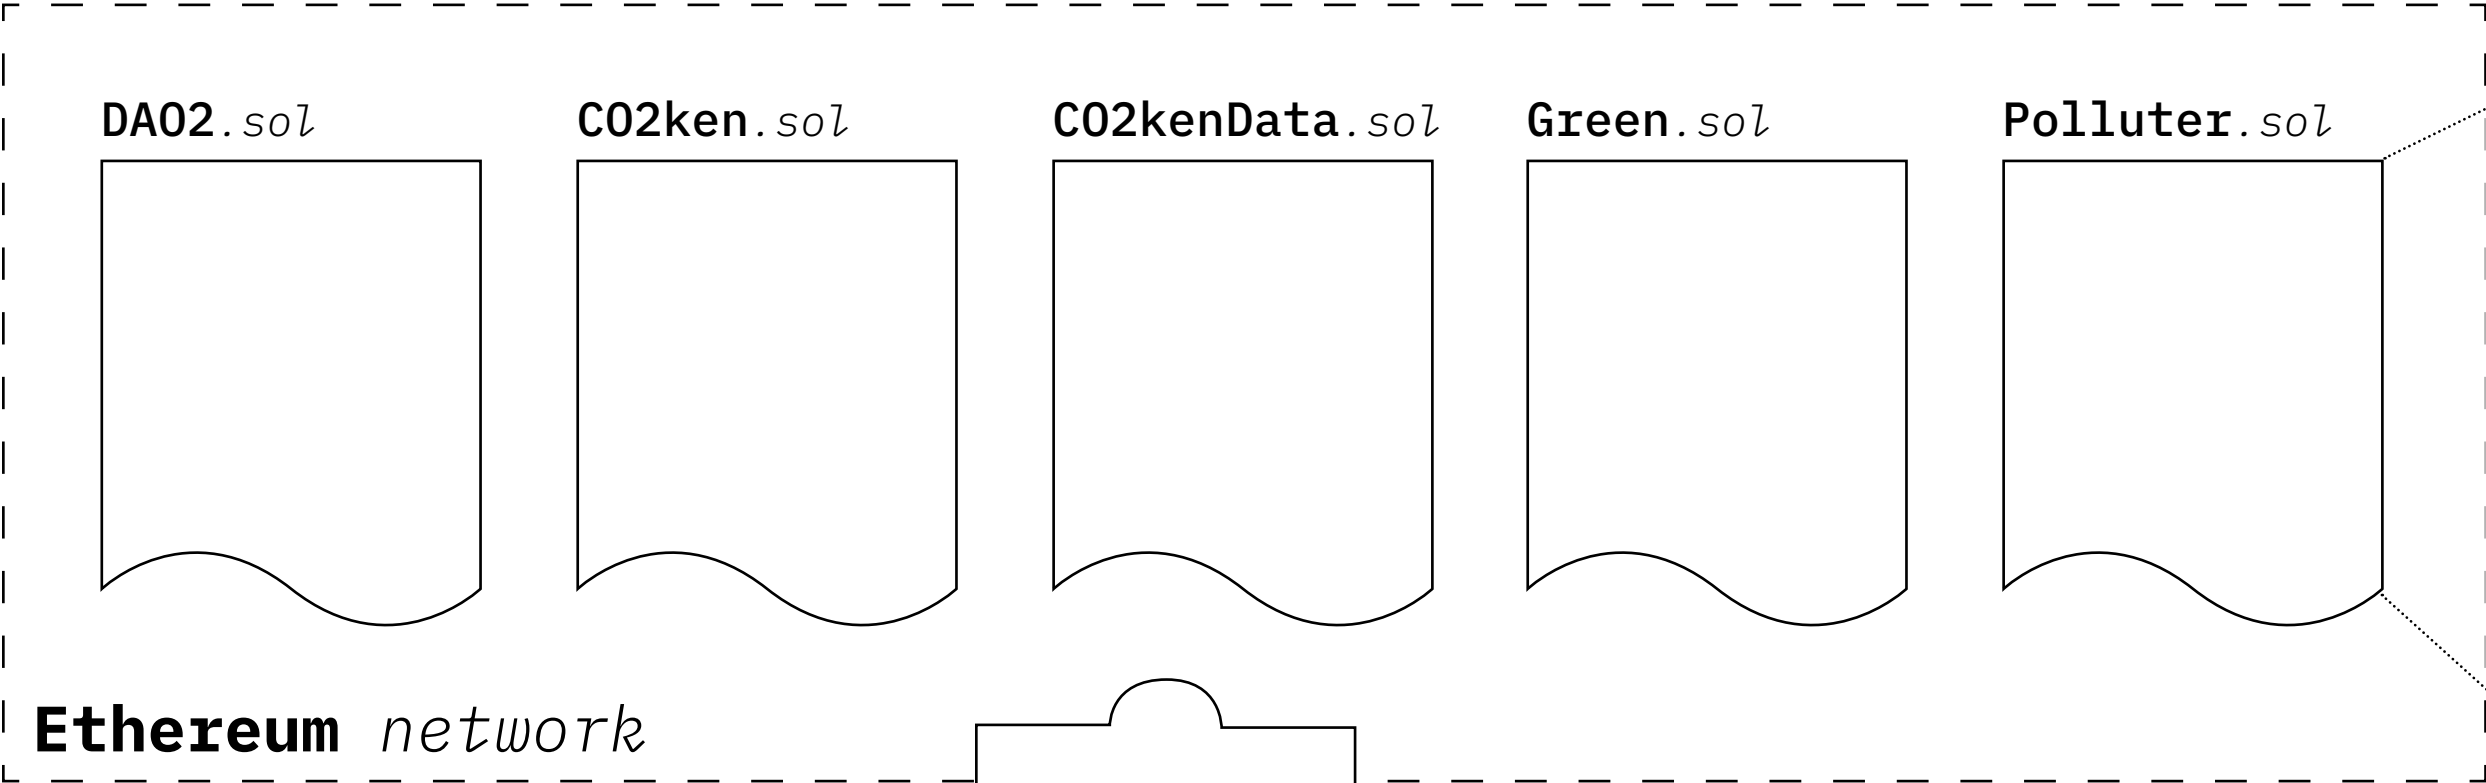 DAO2.sol
CO2ken.sol
CO2kenData.sol
Green.sol
Polluter.sol
Ethereum network